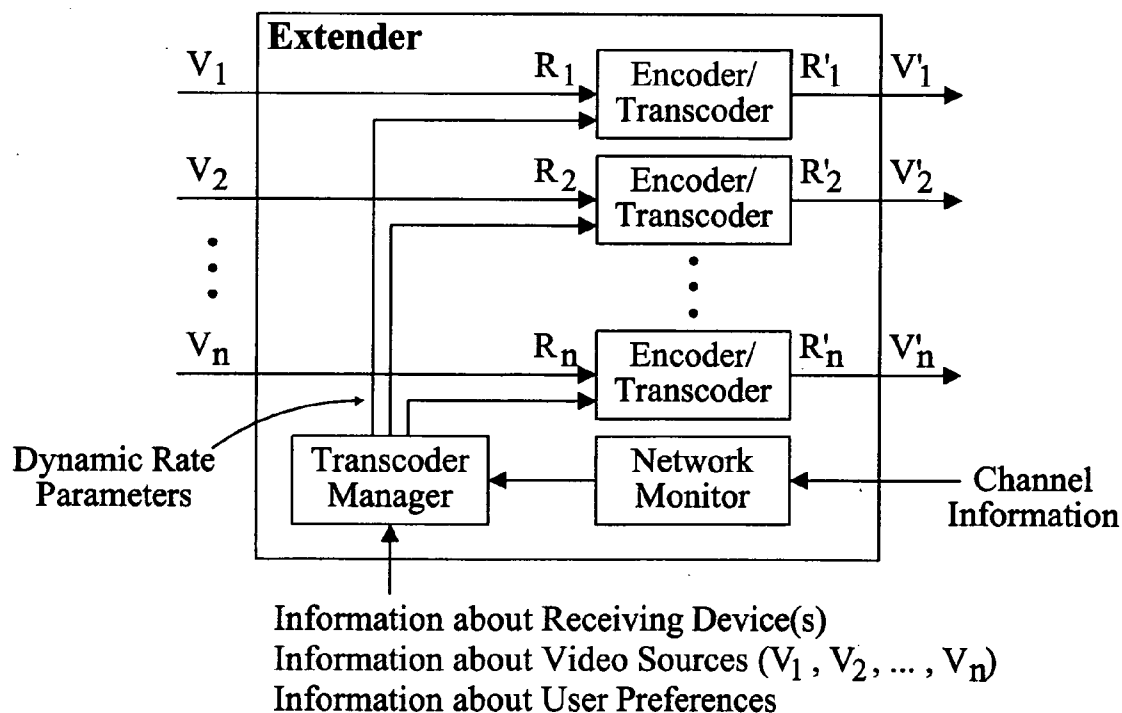 Extender
V1 R1 Encoder/ Transcoder R'1 V'1
V2 R2 Encoder/ Transcoder R'2 V'2
Vn Rn Encoder/ Transcoder R'n V'n
Dynamic Rate
Parameters
Transcoder
Manager
Network
Monitor
Channel
Information
Information about Receiving Device(s)
Information about Video Sources (V1 , V2 , ... , Vn)
Information about User Preferences